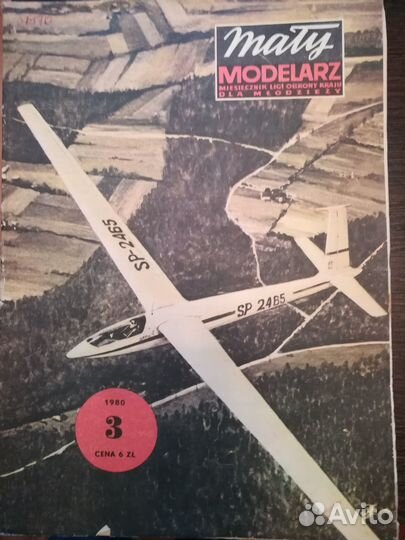 Mały
MODELARZ
MIESIĘCZNIK LIGI OBRONY KRAJU
DLA MŁODZIEŻY
SP-2465
SP 2465
1980
3
CENA 6 ZŁ
Avito